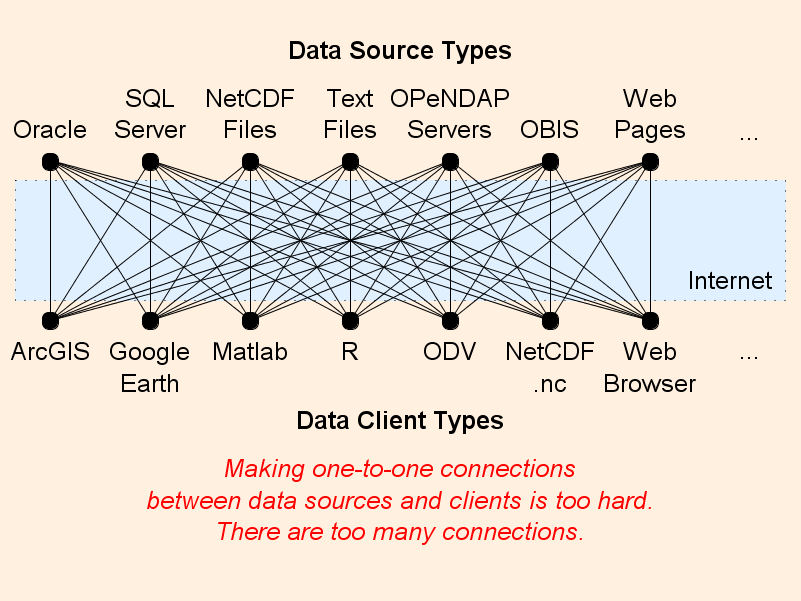 Data Source Types
SQL NetCDF Text OPeNDAP Web
Oracle Server Files Files Servers OBIS Pages ...
Internet
ArcGIS Google Matlab R ODV NetCDF Web ...
Earth .nc Browser
Data Client Types
Making one-to-one connections
between data sources and clients is too hard.
There are too many connections.